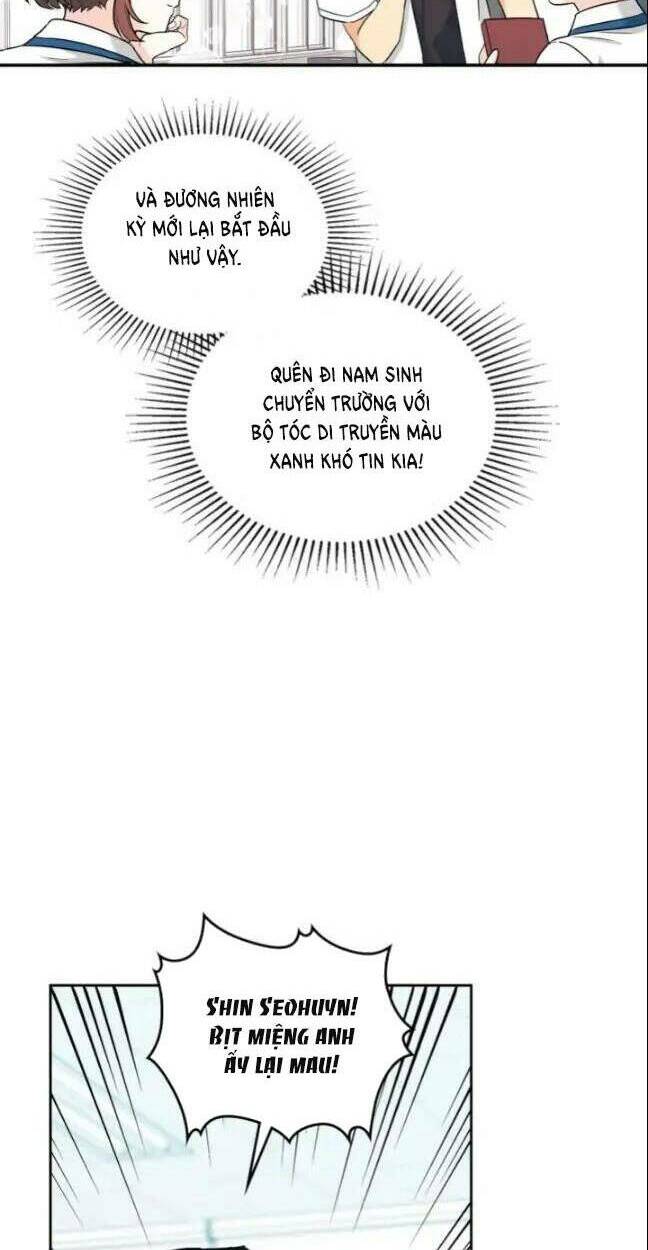 VÀ ĐƯƠNG NHIÊN
KỲ MỚI LẠI BẮT ĐẦU
NHƯ VẬY.
QUÊN ĐI NAM SINH
CHUYỂN TRƯỜNG VỚI
BỘ TÓC DI TRUYỀN MÀU
XANH KHÓ TIN KIA!
SHIN SEOHUYN!
BỊT MIỆNG ANH
ẤY LẠI MAU!